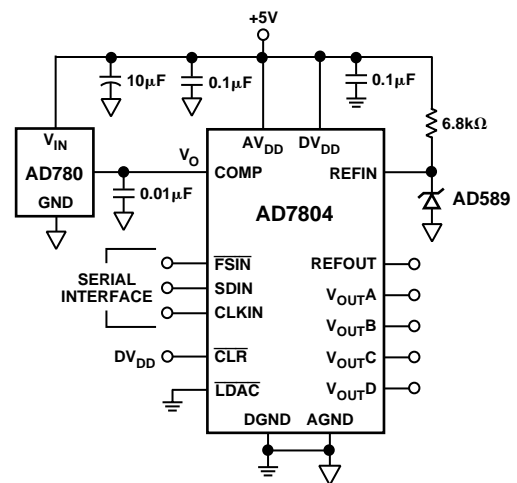 +5V
10μF
0.1μF
0.1μF
6.8kΩ
V_IN
AD780
GND
V_O
0.01μF
AV_DD
DV_DD
COMP
REFIN
AD7804
AD589
FSIN
SDIN
CLKIN
CLR
LDAC
SERIAL
INTERFACE
DV_DD
REFOUT
V_OUTA
V_OUTB
V_OUTC
V_OUTD
DGND
AGND